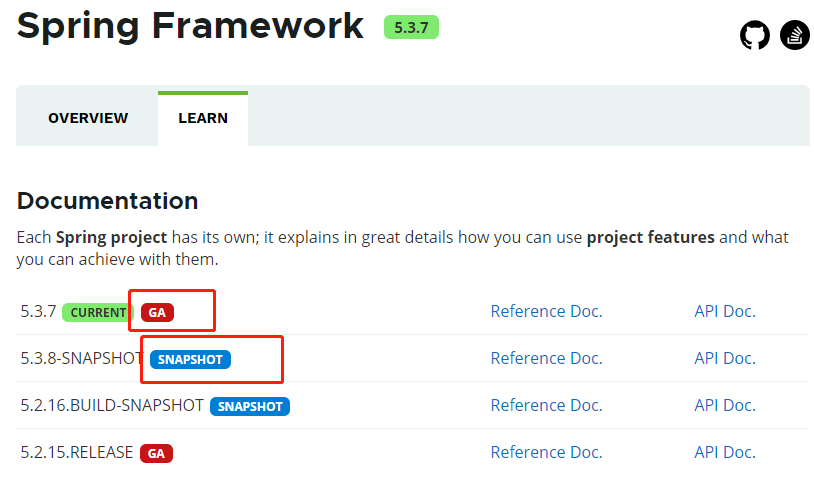 Spring Framework 5.3.7
OVERVIEW LEARN
Documentation
Each Spring project has its own; it explains in great details how you can use project features and what
you can achieve with them.
5.3.7 CURRENT GA Reference Doc. API Doc.
5.3.8-SNAPSHOT SNAPSHOT Reference Doc. API Doc.
5.2.16.BUILD-SNAPSHOT SNAPSHOT Reference Doc. API Doc.
5.2.15.RELEASE GA Reference Doc. API Doc.